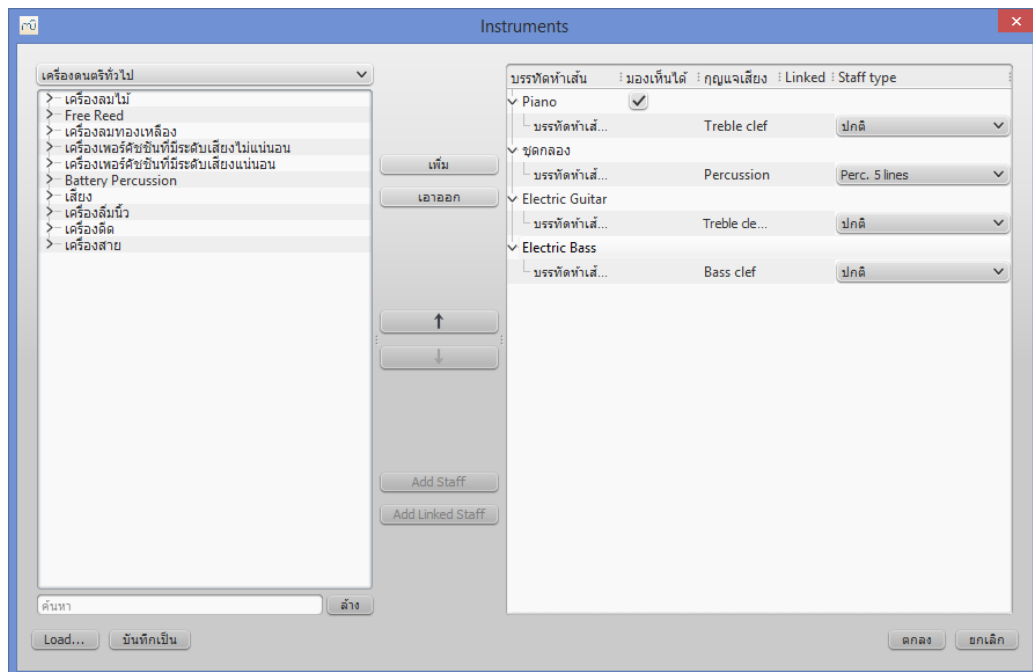 Instruments
เครื่องดนตรีทั่วไป
เครื่องลมไม้
Free Reed
เครื่องลมทองเหลือง
เครื่องเพอร์คัชชันที่มีระดับเสียงไม่แน่นอน
เครื่องเพอร์คัชชันที่มีระดับเสียงแน่นอน
Battery Percussion
เสียง
เครื่องลิ่มนิ้ว
เครื่องดีด
เครื่องสาย
ค้นหา
ล้าง
Load...
บันทึกเป็น
เพิ่ม
เอาออก
↑
↓
Add Staff
Add Linked Staff
บรรทัดห้าเส้น มองเห็นได้ กุญแจเสียง Linked Staff type
Piano
บรรทัดห้าเส้... Treble clef ปกติ
ชุดกลอง
บรรทัดห้าเส้... Percussion Perc. 5 lines
Electric Guitar
บรรทัดห้าเส้... Treble cle... ปกติ
Electric Bass
บรรทัดห้าเส้... Bass clef ปกติ
ตกลง
ยกเลิก